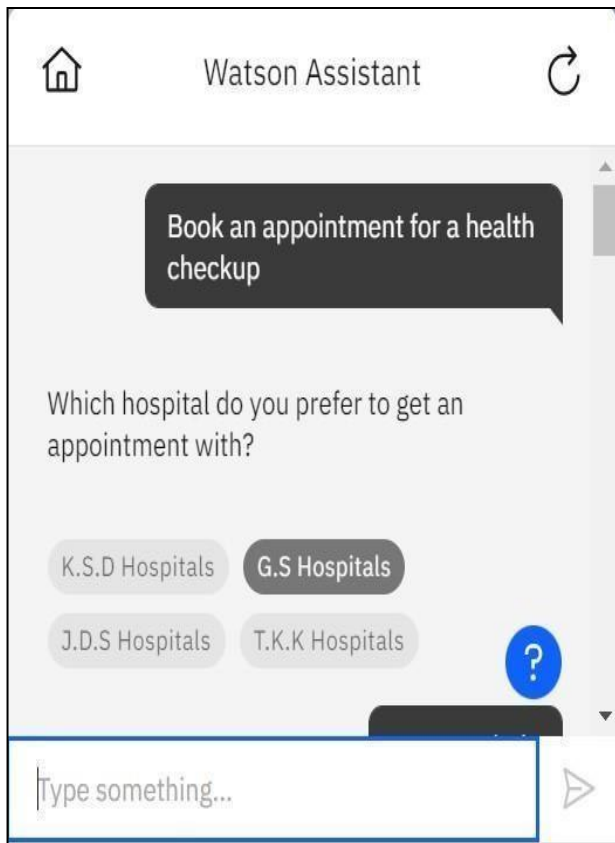 Watson Assistant
Book an appointment for a health
checkup
Which hospital do you prefer to get an
appointment with?
K.S.D Hospitals G.S Hospitals
J.D.S Hospitals T.K.K Hospitals
?
Type something...